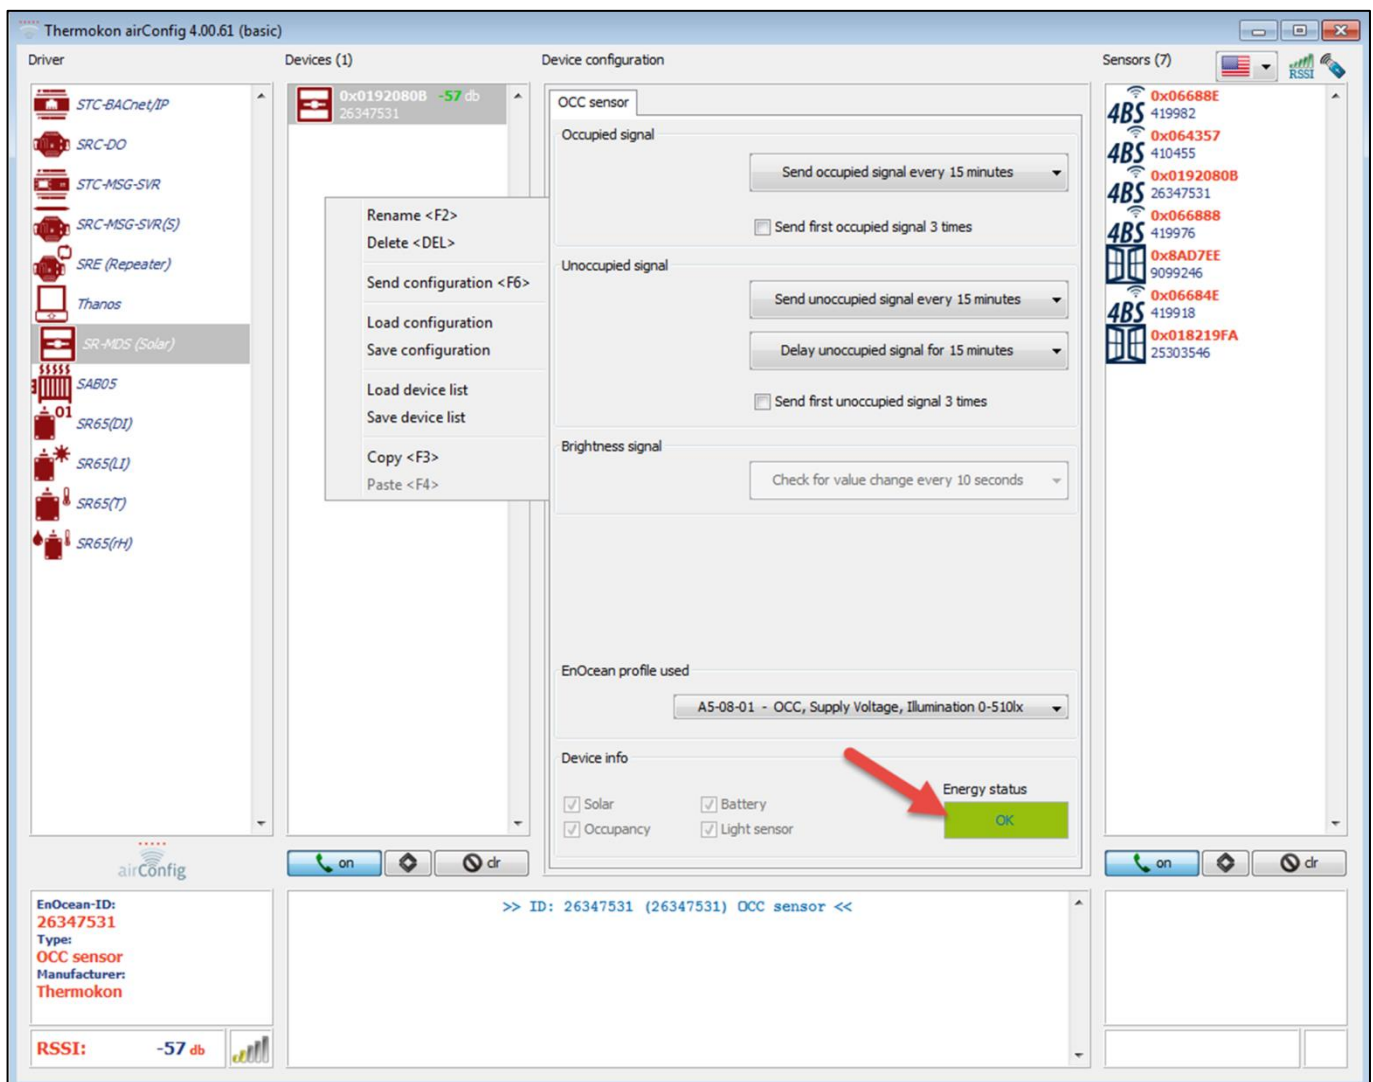 Thermokon airConfig 4.00.61 (basic)
Driver
Devices (1)
Device configuration
Sensors (7)
RSSI
STC-BACnet/IP
SRC-DO
STC-MSG-SVR
SRC-MSG-SVR(S)
SRE (Repeater)
Thanos
SR-MDS (Solar)
SAB05
01
SR65(DI)
SR65(LI)
SR65(T)
SR65(rH)
airConfig
0x0192080B -57 db
26347531
Rename <F2>
Delete <DEL>
Send configuration <F6>
Load configuration
Save configuration
Load device list
Save device list
Copy <F3>
Paste <F4>
on
clr
OCC sensor
Occupied signal
Send occupied signal every 15 minutes
Send first occupied signal 3 times
Unoccupied signal
Send unoccupied signal every 15 minutes
Delay unoccupied signal for 15 minutes
Send first unoccupied signal 3 times
Brightness signal
Check for value change every 10 seconds
EnOcean profile used
A5-08-01 - OCC, Supply Voltage, Illumination 0-510lx
Device info
Solar
Battery
Occupancy
Light sensor
Energy status
OK
4BS 0x06688E
419982
4BS 0x064357
410455
4BS 0x0192080B
26347531
4BS 0x066888
419976
0x8AD7EE
9099246
4BS 0x06684E
419918
0x018219FA
25303546
on
clr
EnOcean-ID:
26347531
Type:
OCC sensor
Manufacturer:
Thermokon
RSSI: -57 db
>> ID: 26347531 (26347531) OCC sensor <<